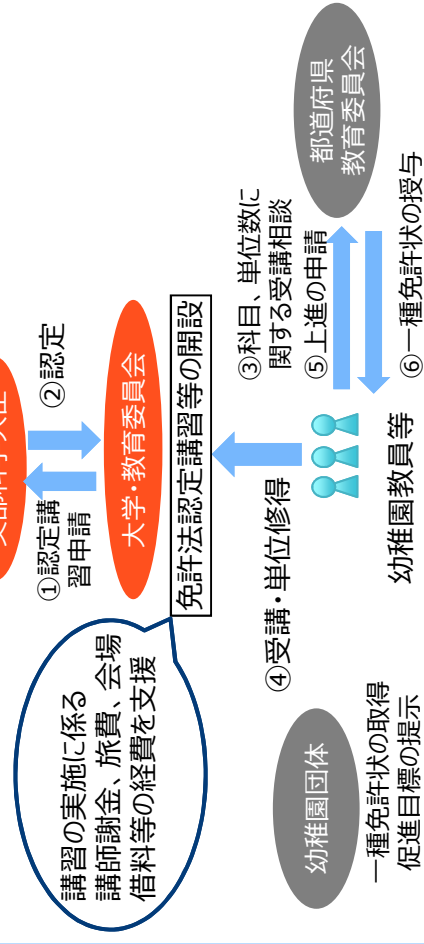 文部科学大臣
①認定講
習申請
②認定
大学・教育委員会
免許法認定講習等の開設
講習の実施に係る
講師謝金、旅費、会場
借料等の経費を支援
③科目、単位数に
関する受講相談
⑤上進の申請
都道府県
教育委員会
④受講・単位修得
⑥一種免許状の授与
幼稚園教員等
幼稚園団体
一種免許状の取得
促進目標の提示